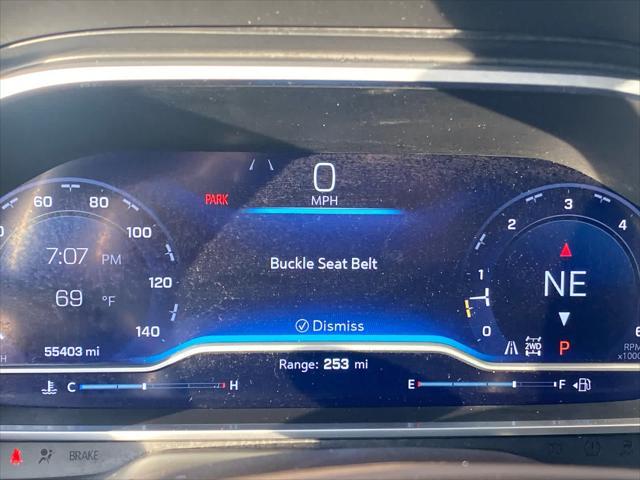 0
MPH
PARK
60 80 100 120 140
7:07 PM
69 °F
55403 mi
Buckle Seat Belt
Dismiss
Range: 253 mi
0 1 2 3 4
NE
2WD
P
RPM
x1000
C H
E F
BRAKE